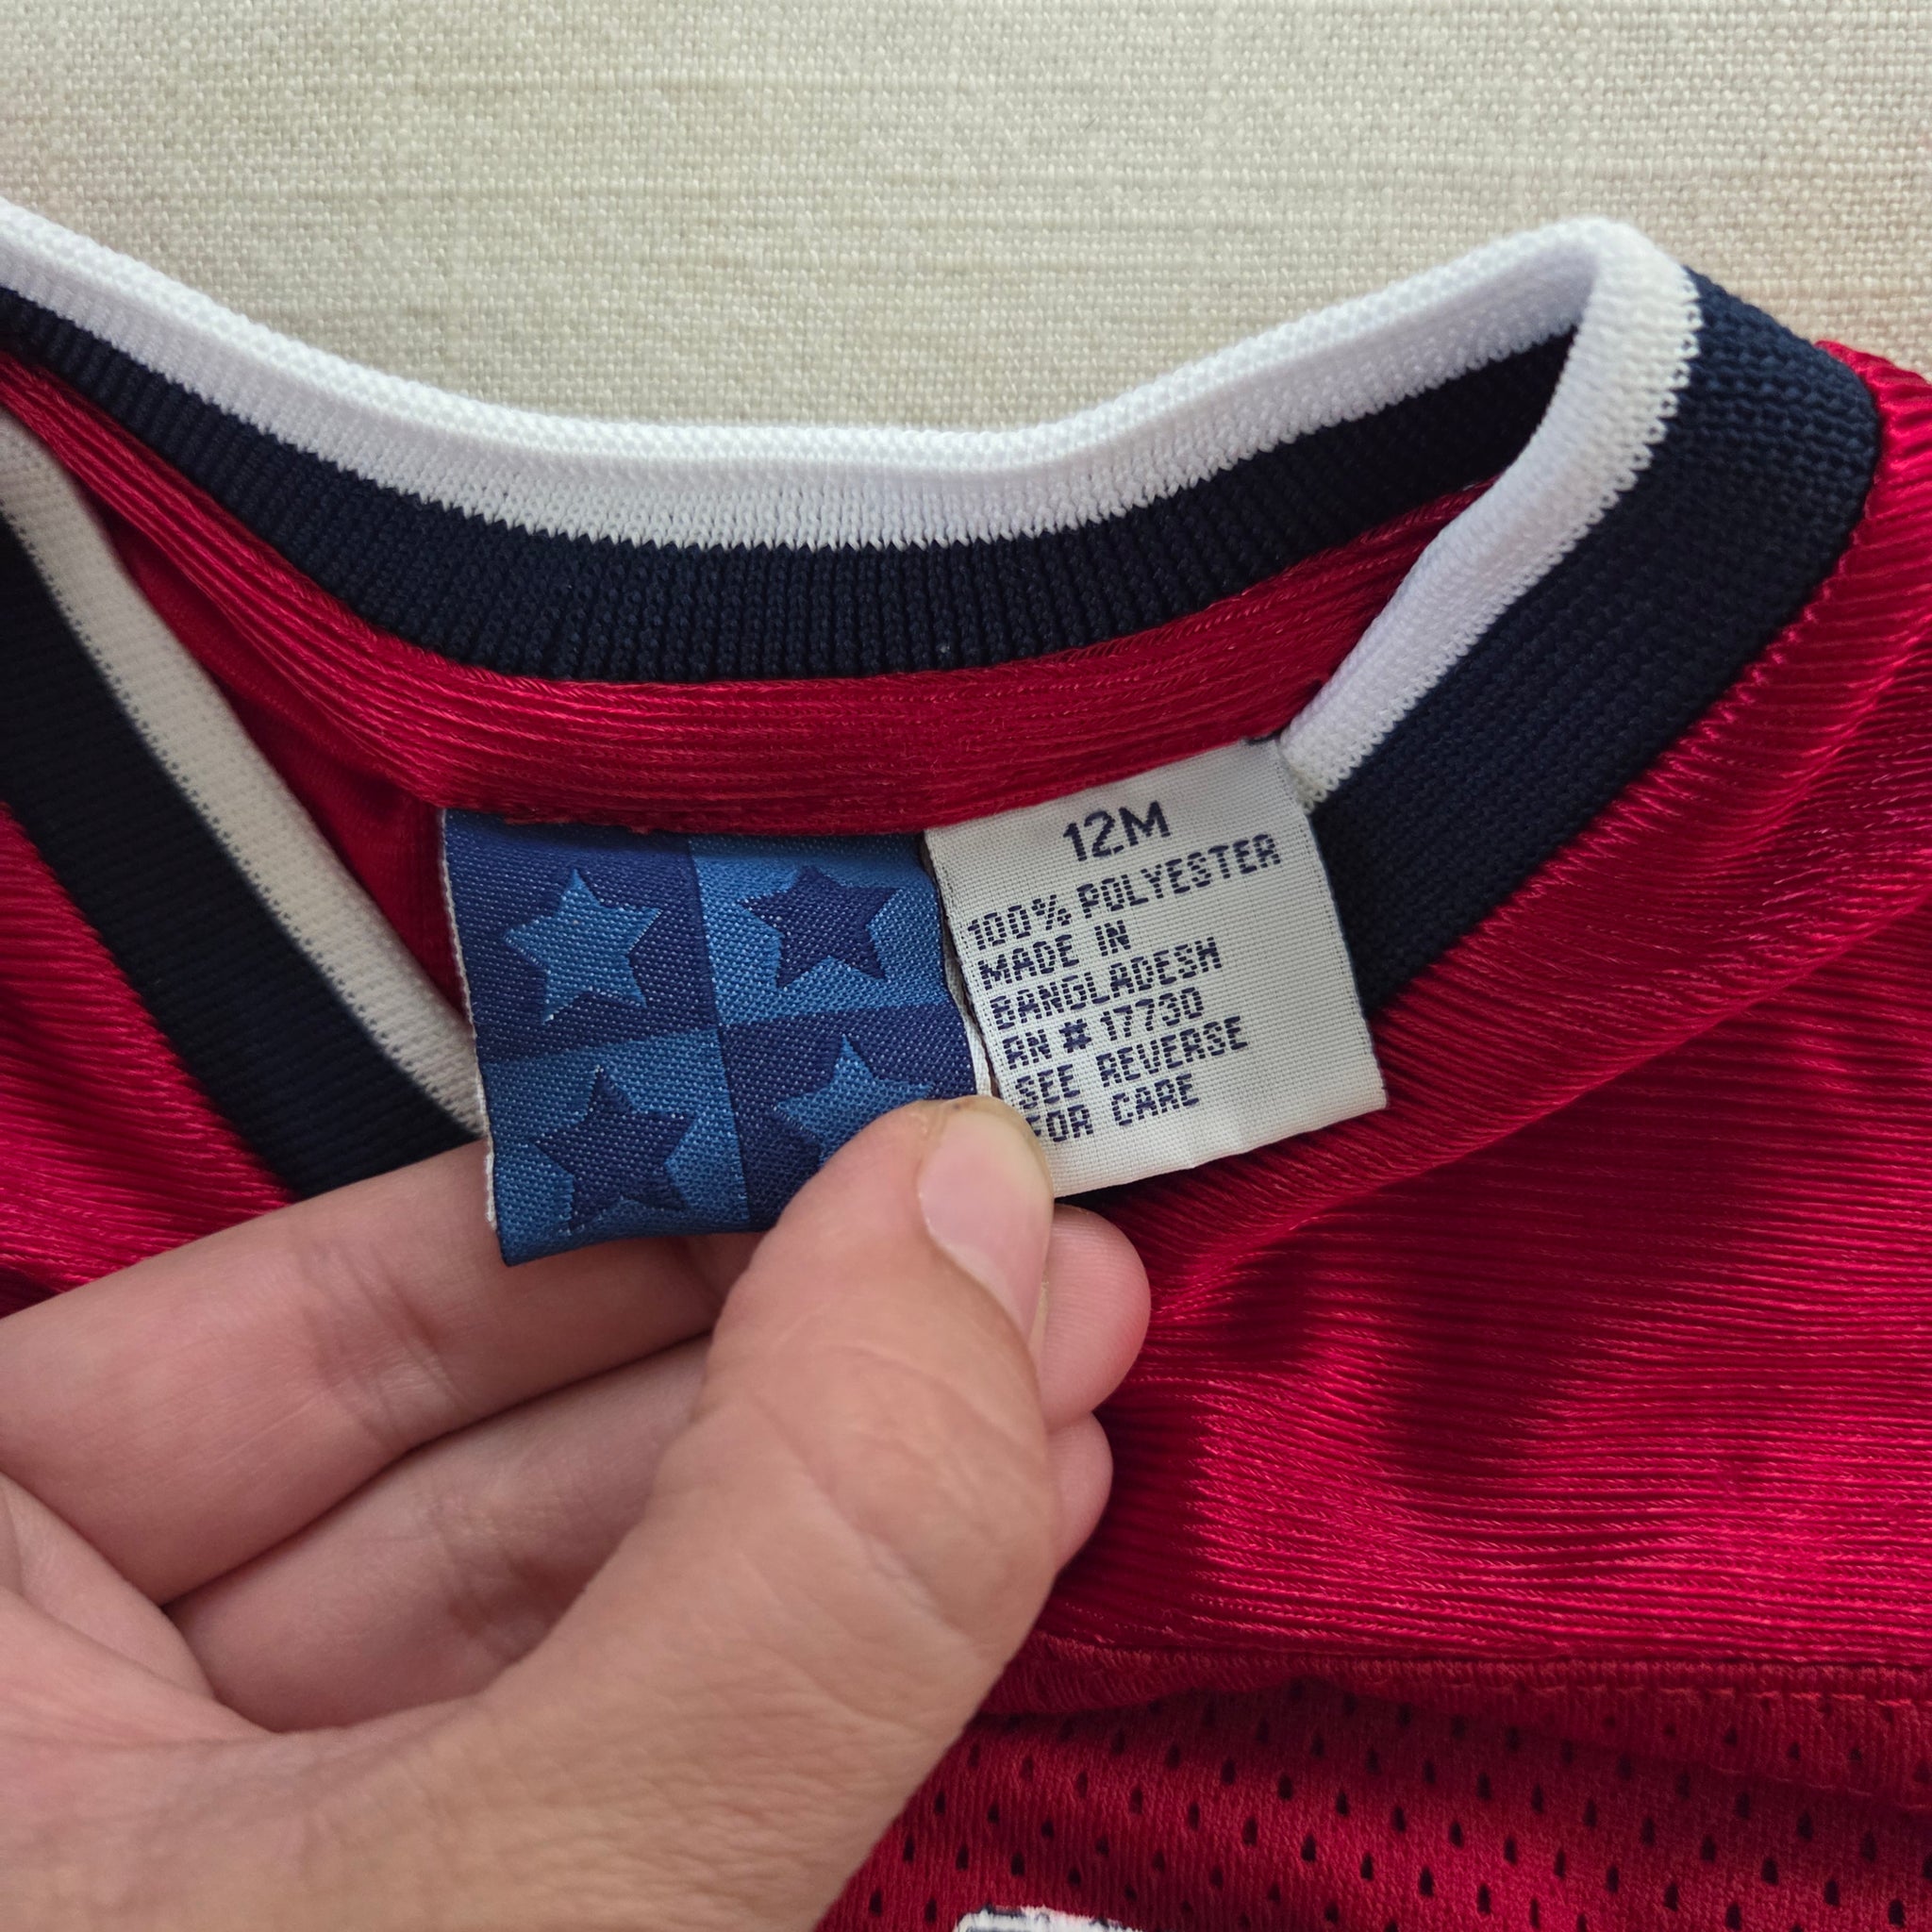 12M
100% POLYESTER
MADE IN
BANGLADESH
RN # 17730
SEE REVERSE
FOR CARE